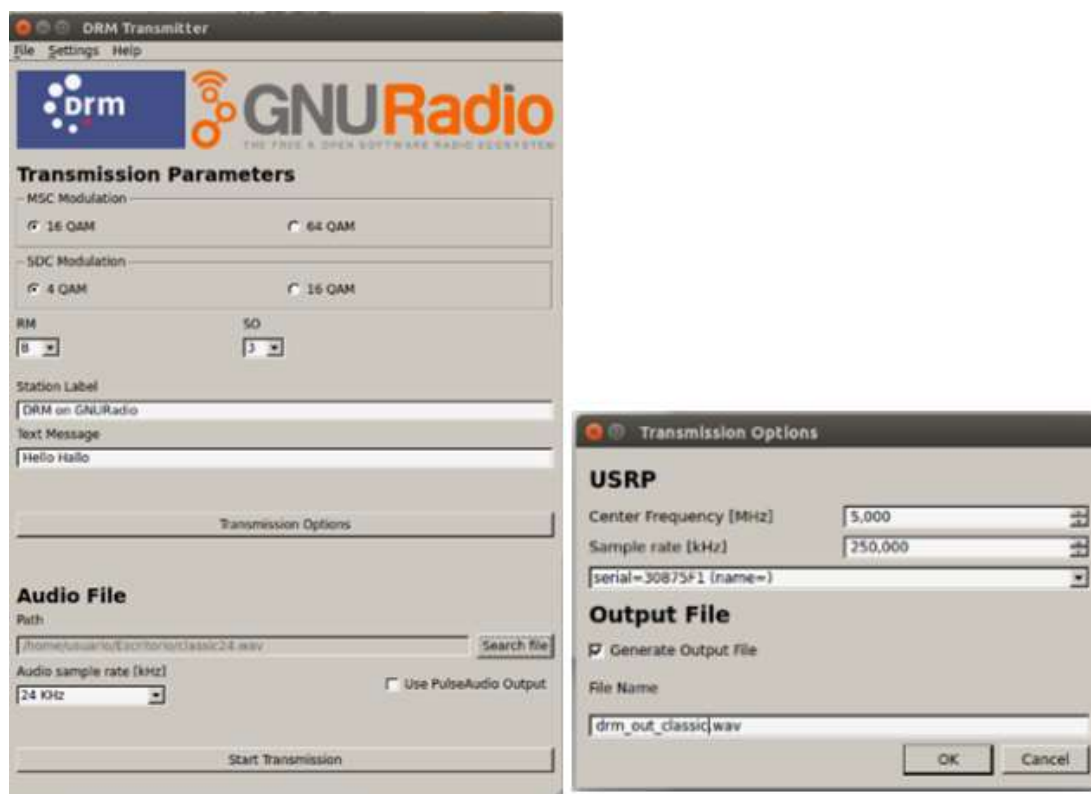 DRM Transmitter
File Settings Help
Drm
GNURadio
THE FREE & OPEN SOFTWARE RADIO ECOSYSTEM
Transmission Parameters
MSC Modulation
16 QAM
64 QAM
SDC Modulation
4 QAM
16 QAM
RM
SO
B
3
Station Label
DRM on GNURadio
Text Message
Hello Hallo
Transmission Options
Audio File
Path
/home/usuario/Escritorio/classic24.wav
Search file
Audio sample rate [kHz]
24 KHz
Use PulseAudio Output
Start Transmission
Transmission Options
USRP
Center Frequency [MHz]
5,000
Sample rate [kHz]
250,000
serial=30875F1 (name=)
Output File
Generate Output File
File Name
drm_out_classic.wav
OK
Cancel